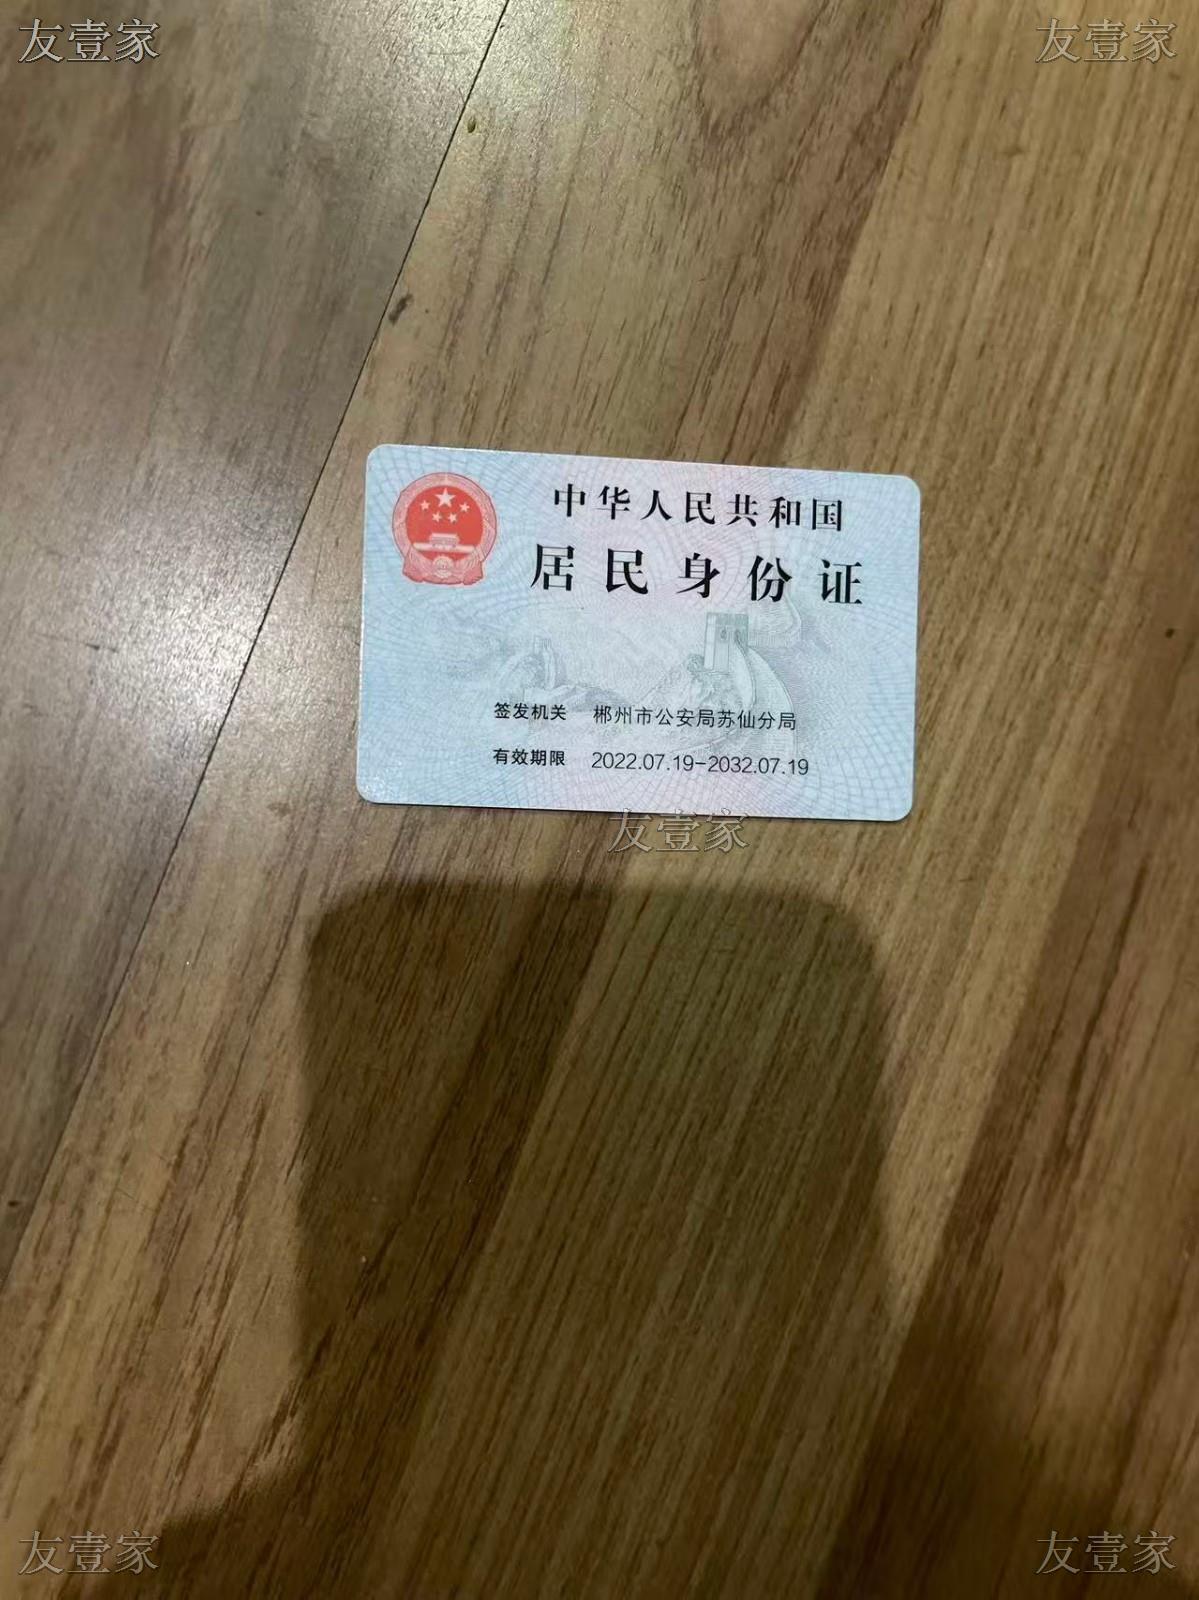 友壹家
友壹家
中华人民共和国
居民身份证
签发机关 郴州市公安局苏仙分局
有效期限 2022.07.19-2032.07.19
友壹家
友壹家
友壹家